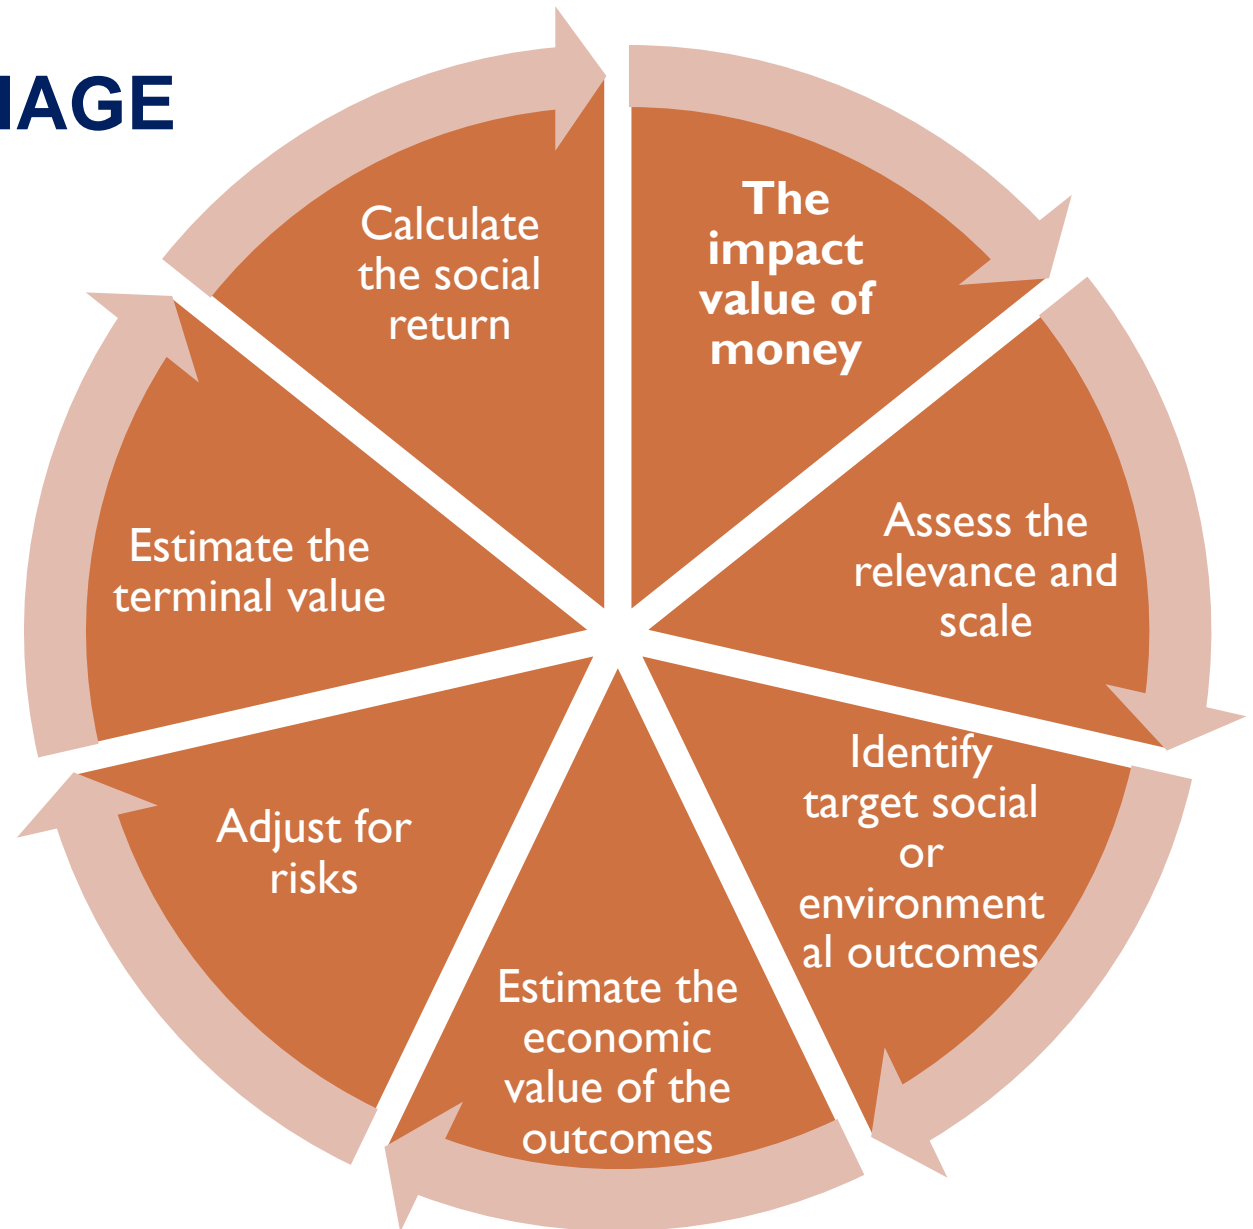 IAGE
The
impact
value of
money
Assess the
relevance and
scale
Identify
target social
or
environment
al outcomes
Estimate the
economic
value of the
outcomes
Adjust for
risks
Estimate the
terminal value
Calculate
the social
return